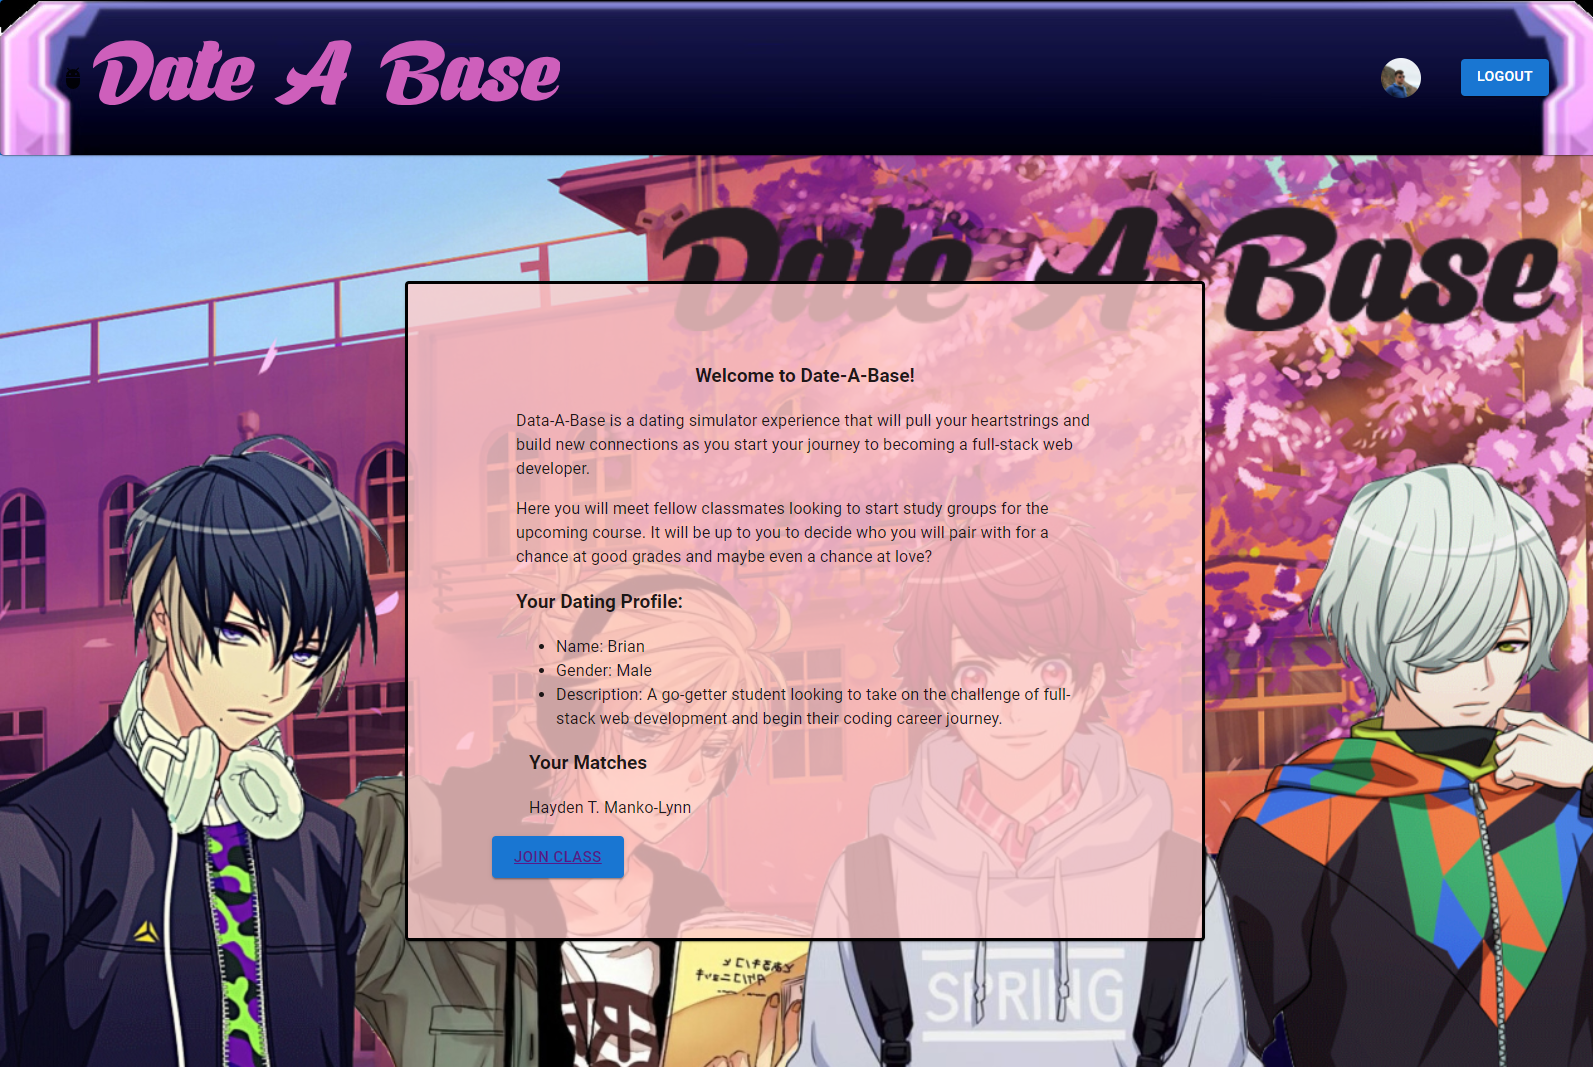 Date A Base
LOGOUT
Date A Base
Welcome to Date-A-Base!
Data-A-Base is a dating simulator experience that will pull your heartstrings and
build new connections as you start your journey to becoming a full-stack web
developer.
Here you will meet fellow classmates looking to start study groups for the
upcoming course. It will be up to you to decide who you will pair with for a
chance at good grades and maybe even a chance at love?
Your Dating Profile:
Name: Brian
Gender: Male
Description: A go-getter student looking to take on the challenge of full-
stack web development and begin their coding career journey.
Your Matches
Hayden T. Manko-Lynn
JOIN CLASS
SPRING